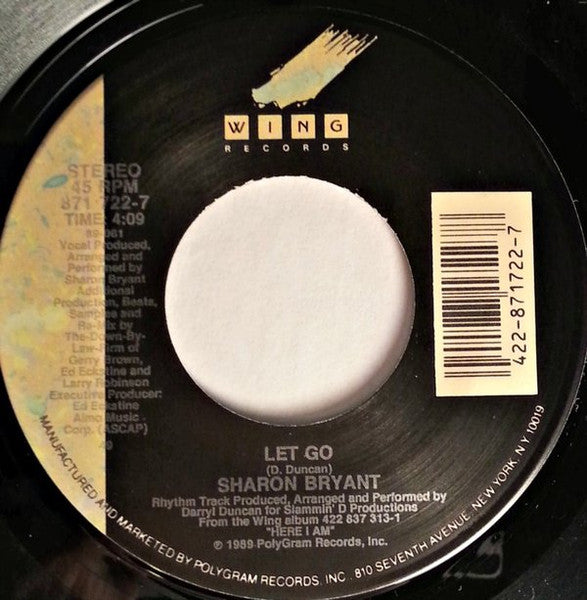 WING
RECORDS
STEREO
45 RPM
871 722-7
TIME: 4:09
89-061
Vocal Produced,
Arranged and
Performed by
Sharon Bryant
Additional
Production, Beats,
Samples and
Re-Mix by
The-Down-By-
Law-Firm of
Gerry Brown,
Ed Eckstine and
Larry Robinson
Executive Producer:
Ed Eckstine
Almo Music
Corp. (ASCAP)
422-871722-7
LET GO
(D. Duncan)
SHARON BRYANT
Rhythm Track Produced, Arranged and Performed by
Darryl Duncan for Slammin' D Productions
From the Wing album 422 837 313-1
"HERE I AM"
℗ 1989 PolyGram Records, Inc.
MANUFACTURED AND MARKETED BY POLYGRAM RECORDS, INC. 810 SEVENTH AVENUE, NEW YORK, N.Y. 10019